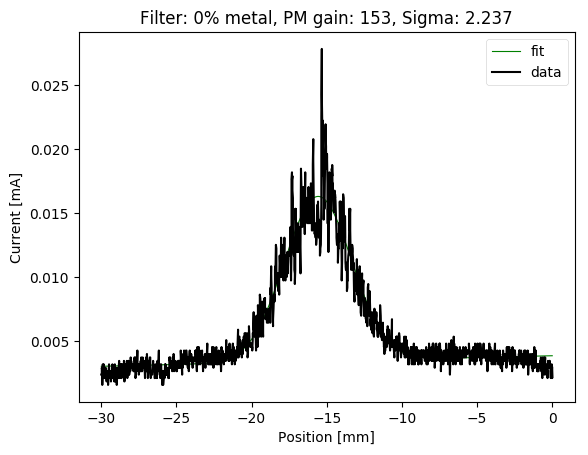 Filter: 0% metal, PM gain: 153, Sigma: 2.237
fit
data
0.025
0.020
0.015
0.010
0.005
Current [mA]
−30
−25
−20
−15
−10
−5
0
Position [mm]